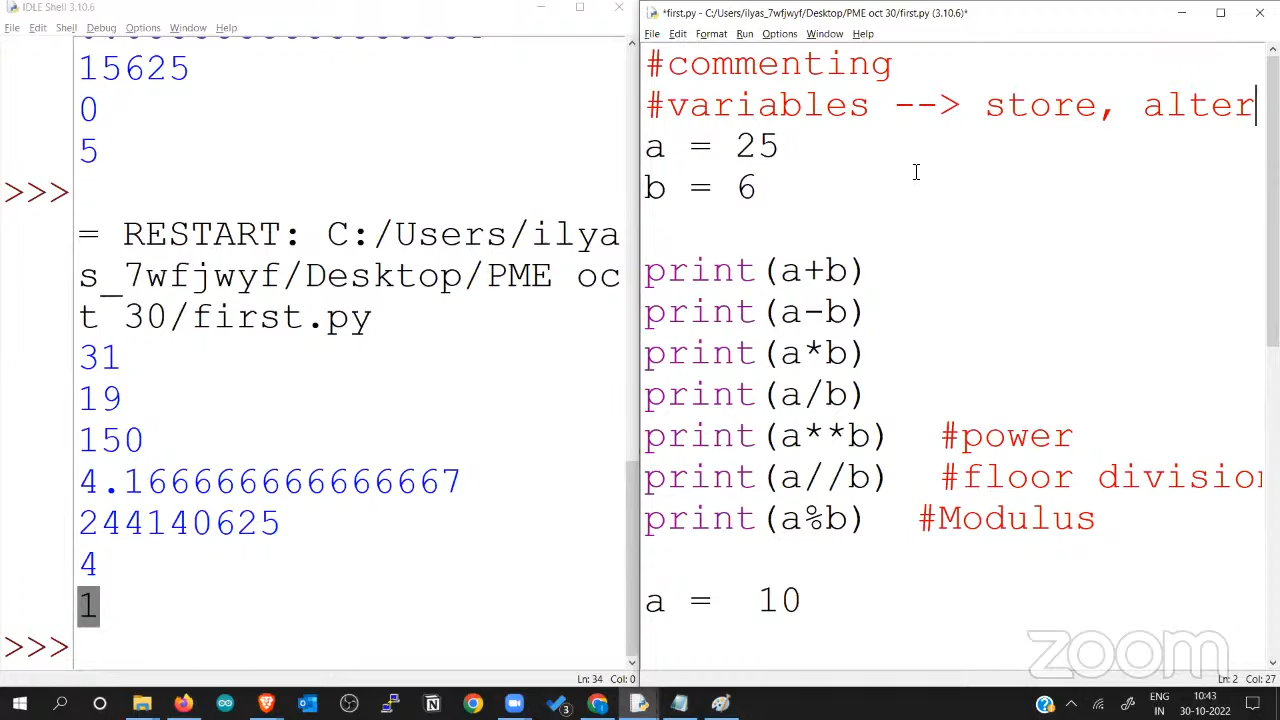 IDLE Shell 3.10.6
File Edit Shell Debug Options Window Help
15625
0
5
>>>
= RESTART: C:/Users/ilya
s_7wfjwyf/Desktop/PME oc
t 30/first.py
31
19
150
4.166666666666667
244140625
4
1
>>>
Ln: 34 Col: 0
*first.py - C:/Users/ilyas_7wfjwyf/Desktop/PME oct 30/first.py (3.10.6)*
File Edit Format Run Options Window Help
#commenting
#variables --> store, alter
a = 25
b = 6
print(a+b)
print(a-b)
print(a*b)
print(a/b)
print(a**b) #power
print(a//b) #floor division
print(a%b) #Modulus
a = 10
zoom
Ln: 2 Col: 27
3
ENG
IN
10:43
30-10-2022